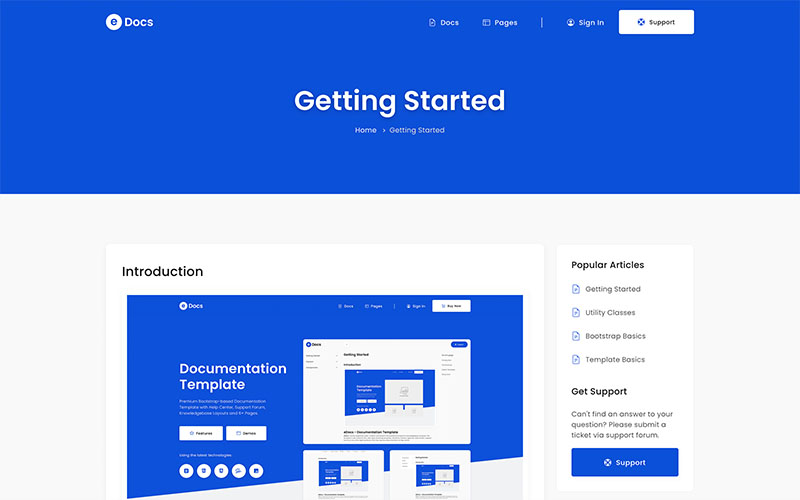 e Docs
Docs
Pages
Sign In
Support
Getting Started
Home > Getting Started
Introduction
e Docs
Docs
Pages
Sign In
Buy Now
Documentation
Template
Premium Bootstrap-based Documentation
Template with Help Center, Support Forum,
Knowledgebase Layouts and 6+ Pages.
Features
Demos
Using the latest technologies:
e Docs
Getting Started
Introduction
Documentation
Template
eDocs - Documentation Template
Popular Articles
Getting Started
Utility Classes
Bootstrap Basics
Template Basics
Get Support
Can't find an answer to your
question? Please submit a
ticket via support forum.
Support